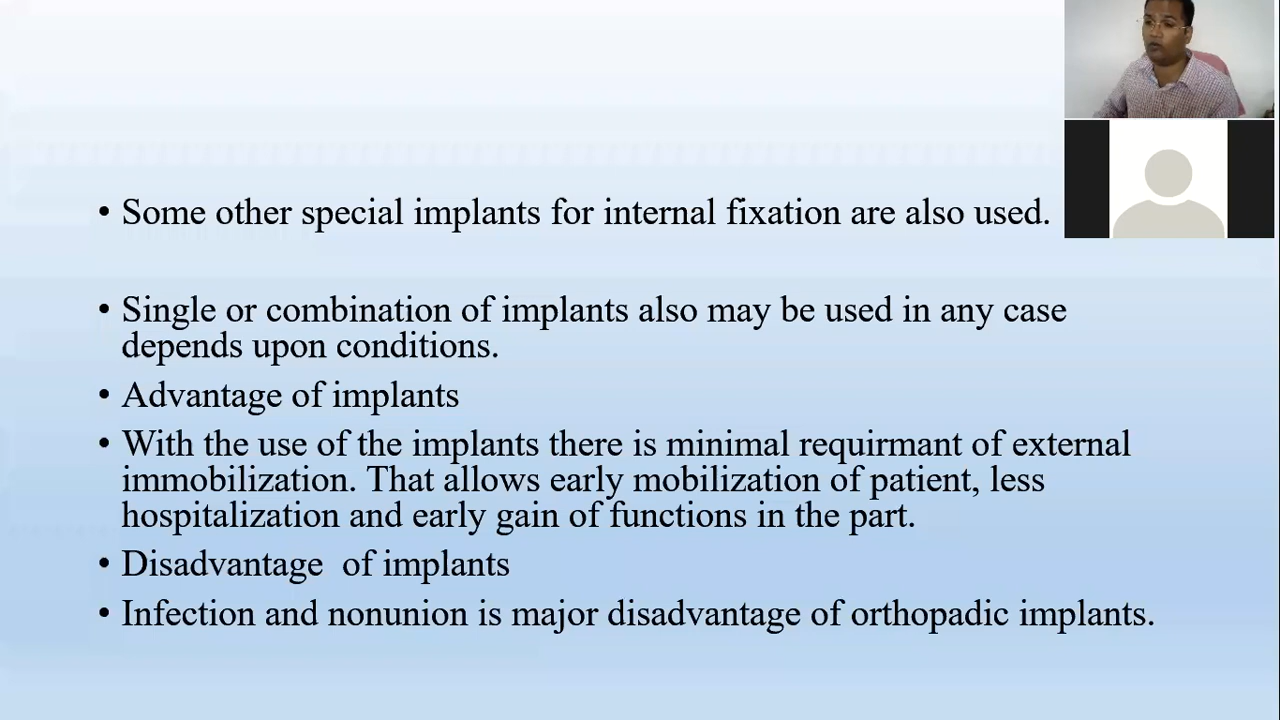 • Some other special implants for internal fixation are also used.
• Single or combination of implants also may be used in any case
depends upon conditions.
• Advantage of implants
• With the use of the implants there is minimal requirmant of external
immobilization. That allows early mobilization of patient, less
hospitalization and early gain of functions in the part.
• Disadvantage  of implants
• Infection and nonunion is major disadvantage of orthopadic implants.